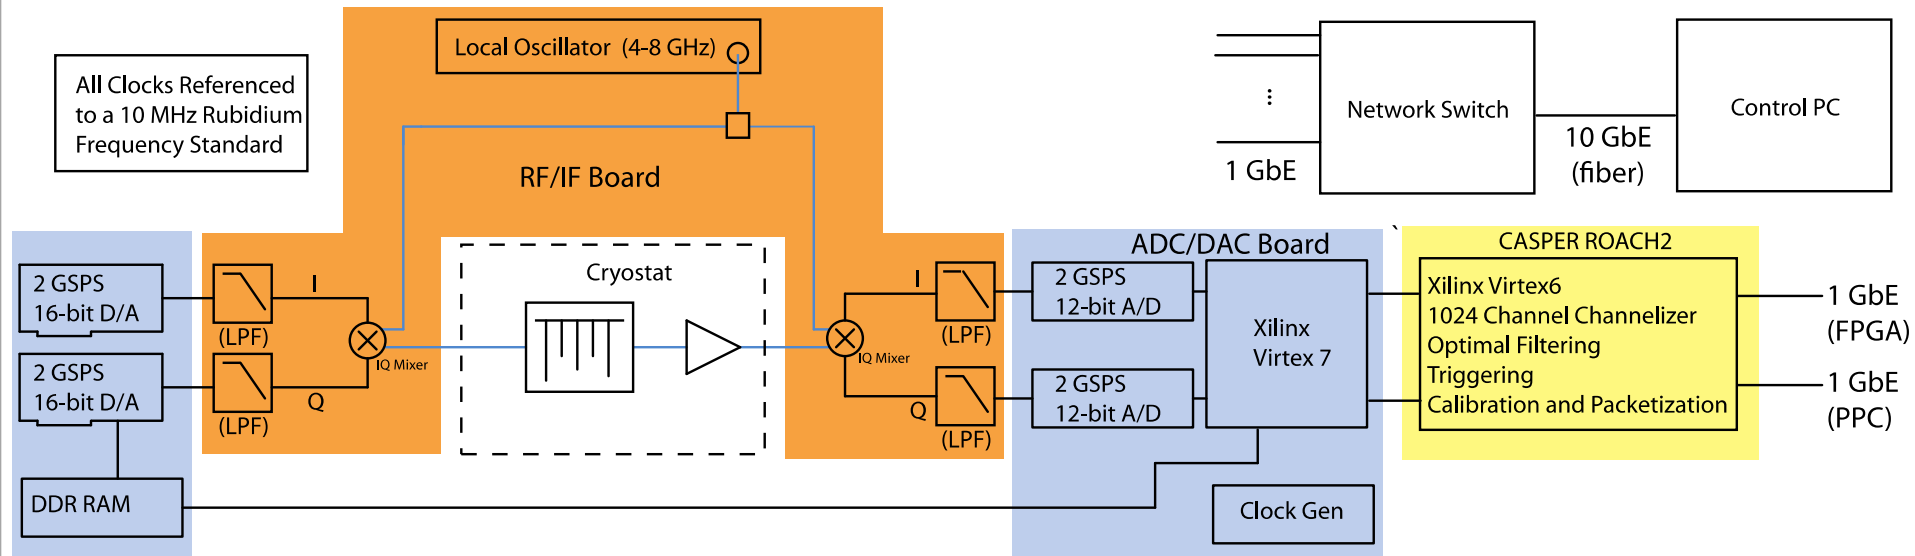 All Clocks Referenced
to a 10 MHz Rubidium
Frequency Standard
Local Oscillator (4-8 GHz)
RF/IF Board
Network Switch
Control PC
1 GbE
10 GbE
(fiber)
2 GSPS
16-bit D/A
2 GSPS
16-bit D/A
DDR RAM
(LPF)
(LPF)
I
Q
IQ Mixer
Cryostat
IQ Mixer
I
Q
(LPF)
(LPF)
ADC/DAC Board
2 GSPS
12-bit A/D
2 GSPS
12-bit A/D
Xilinx
Virtex 7
Clock Gen
CASPER ROACH2
Xilinx Virtex6
1024 Channel Channelizer
Optimal Filtering
Triggering
Calibration and Packetization
1 GbE
(FPGA)
1 GbE
(PPC)